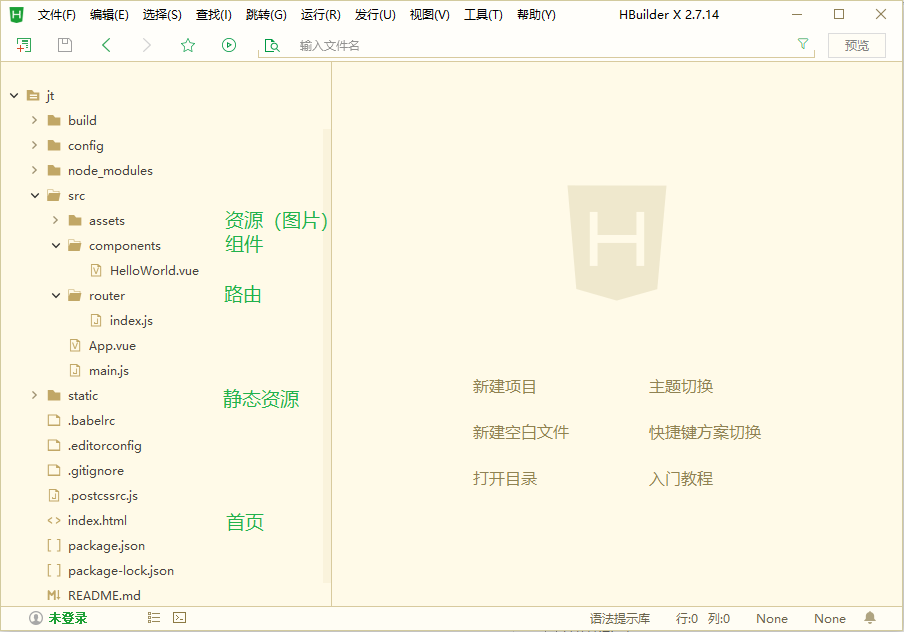 H 文件(F) 编辑(E) 选择(S) 查找(I) 跳转(G) 运行(R) 发行(U) 视图(V) 工具(T) 帮助(Y) HBuilder X 2.7.14
输入文件名 预览
jt
build
config
node_modules
src
assets 资源（图片）
components 组件
HelloWorld.vue
router 路由
index.js
App.vue
main.js
static 静态资源
.babelrc
.editorconfig
.gitignore
.postcssrc.js
index.html 首页
package.json
package-lock.json
README.md
H
新建项目 主题切换
新建空白文件 快捷键方案切换
打开目录 入门教程
未登录 语法提示库 行:0 列:0 None None